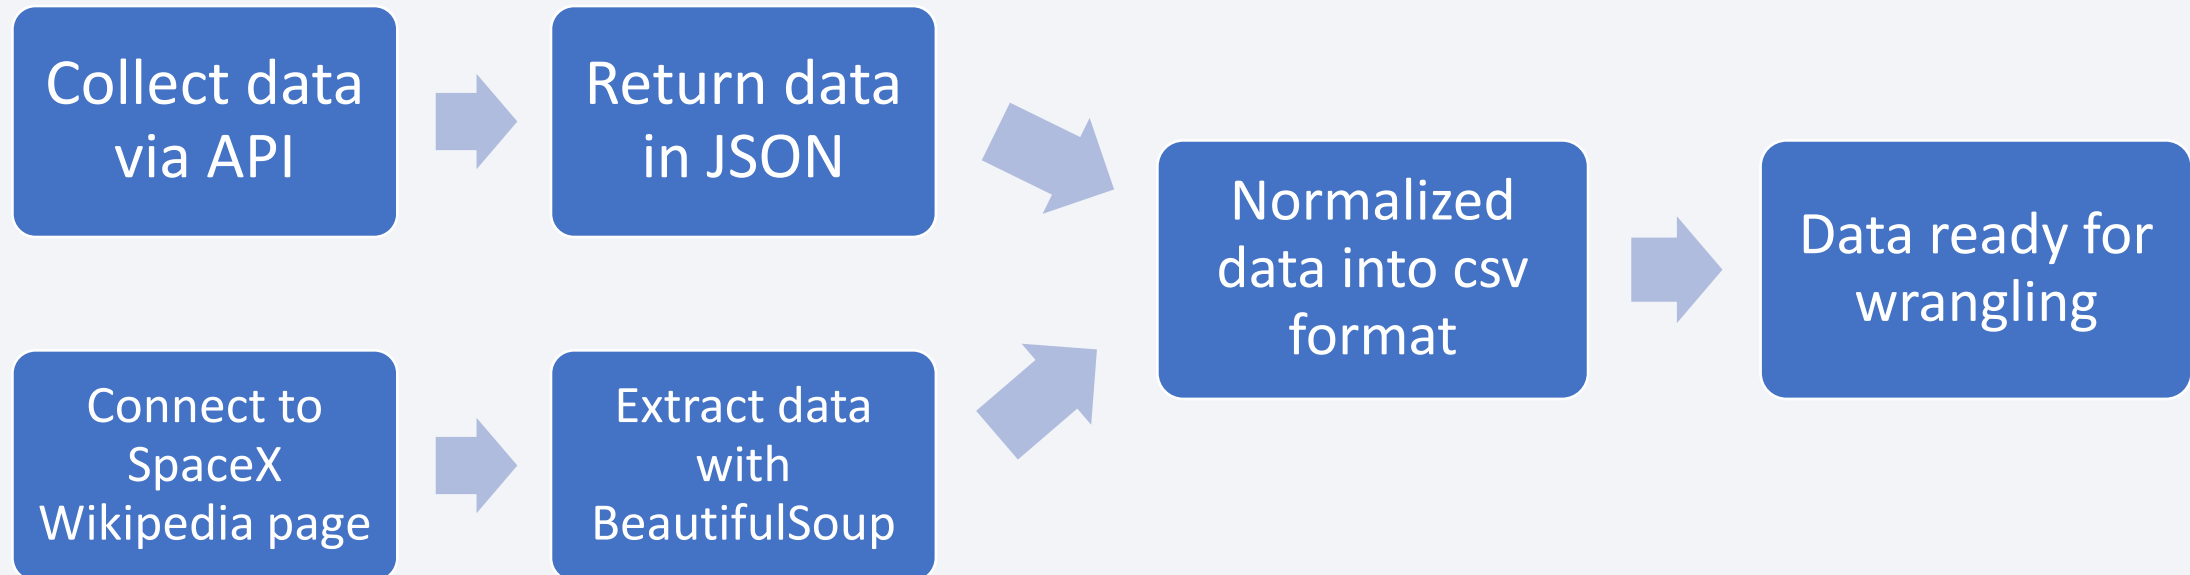 Collect data
via API
Return data
in JSON
Connect to
SpaceX
Wikipedia page
Extract data
with
BeautifulSoup
Normalized
data into csv
format
Data ready for
wrangling